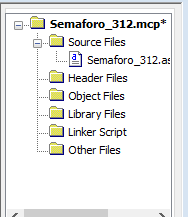 Semaforo_312.mcp*
Source Files
Semaforo_312.as
Header Files
Object Files
Library Files
Linker Script
Other Files